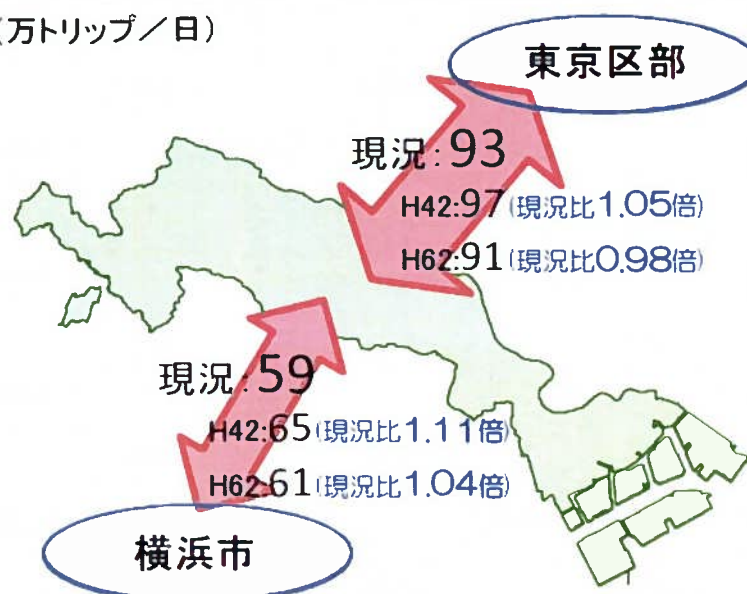 (万トリップ／日)
東京区部
現況:93
H42:97(現況比1.05倍)
H62:91(現況比0.98倍)
現況:59
H42:65(現況比1.11倍)
H62:61(現況比1.04倍)
横浜市